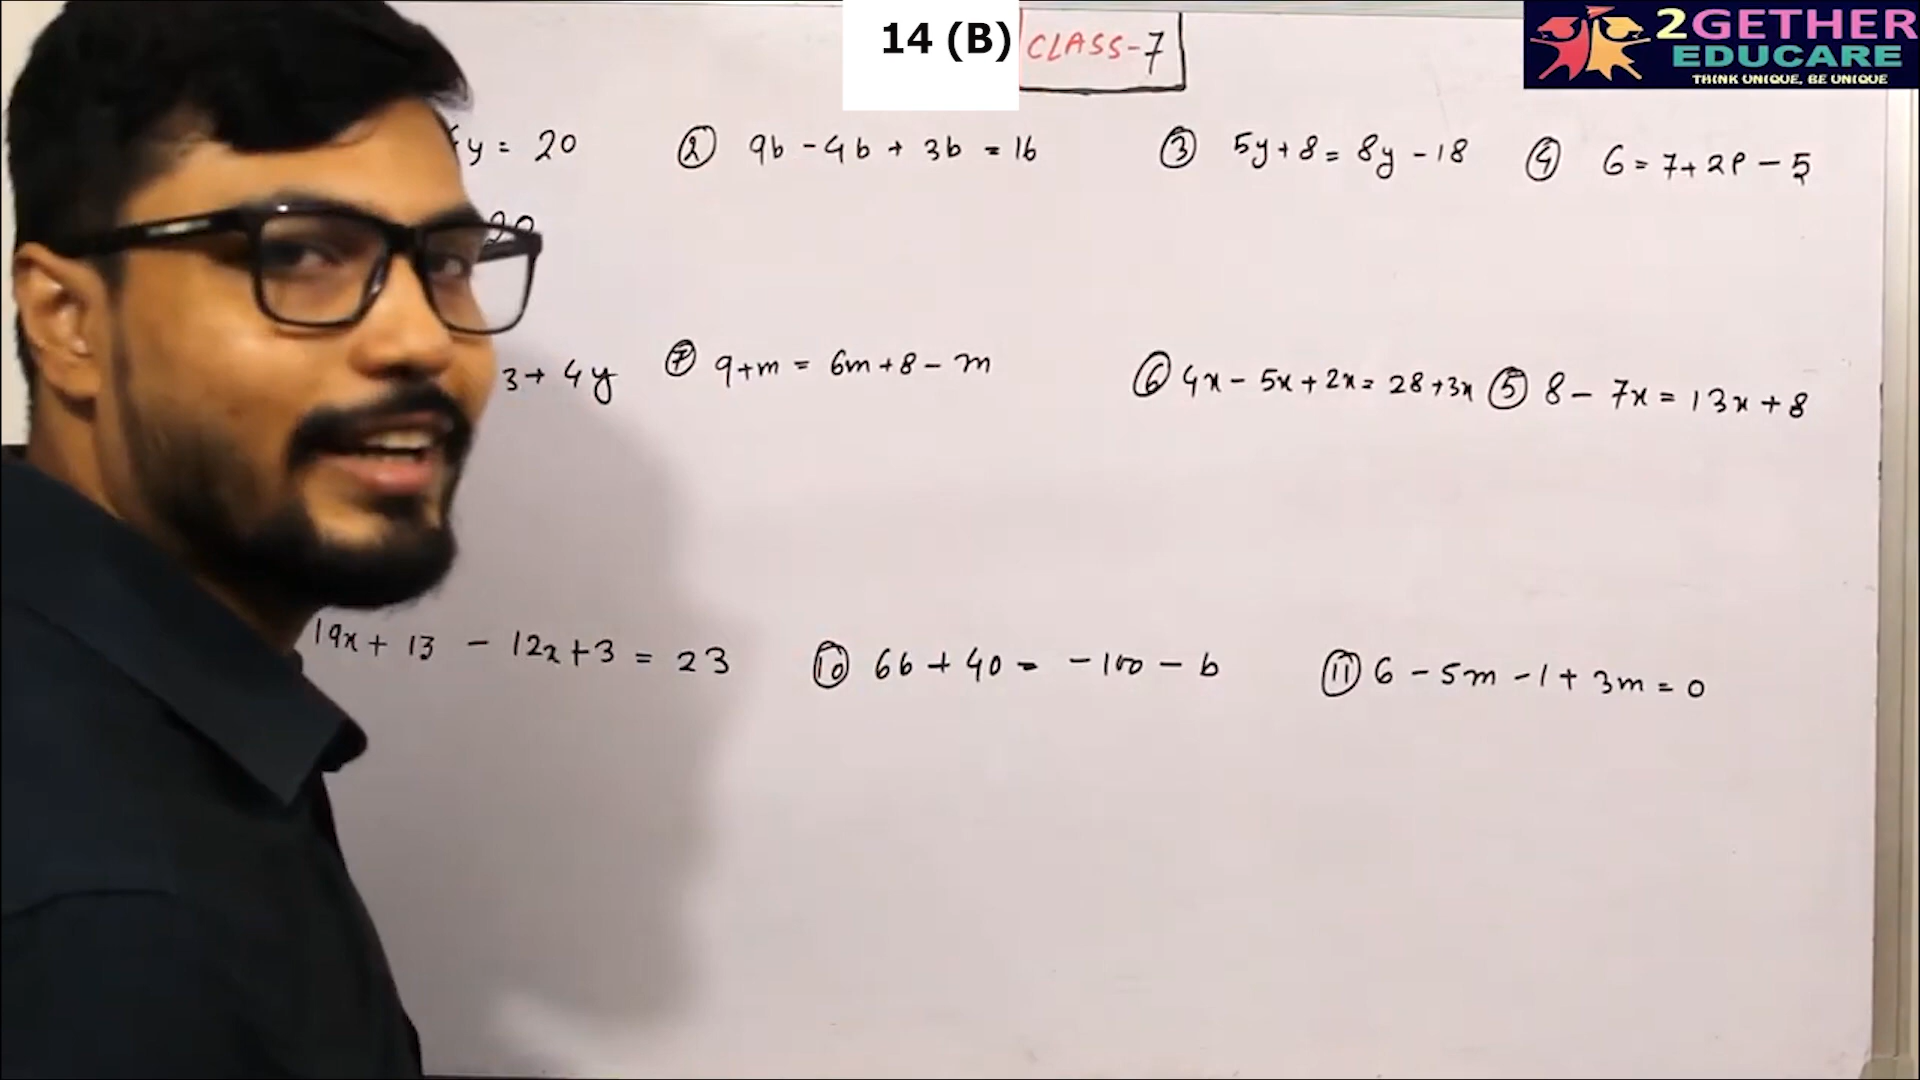 14 (B) CLASS-7
2GETHER
EDUCARE
THINK UNIQUE, BE UNIQUE
y = 20 ② 9b - 4b + 3b = 16 ③ 5y + 8 = 8y - 18 ④ 6 = 7 + 2P - 5
20
3 + 4y ⑦ 9 + m = 6m + 8 - m ⑥ 4x - 5x + 2x = 28 + 3x ⑤ 8 - 7x = 13x + 8
19x + 13 - 12x + 3 = 23 ⑩ 6b + 40 = -100 - b ⑪ 6 - 5m - 1 + 3m = 0